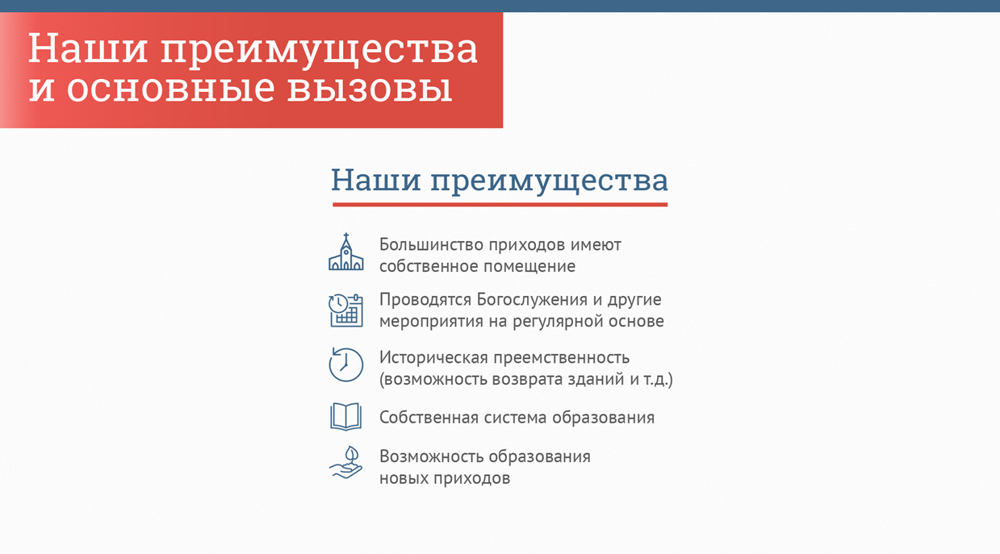 Наши преимущества
и основные вызовы
Наши преимущества
Большинство приходов имеют
собственное помещение
Проводятся Богослужения и другие
мероприятия на регулярной основе
Историческая преемственность
(возможность возврата зданий и т.д.)
Собственная система образования
Возможность образования
новых приходов